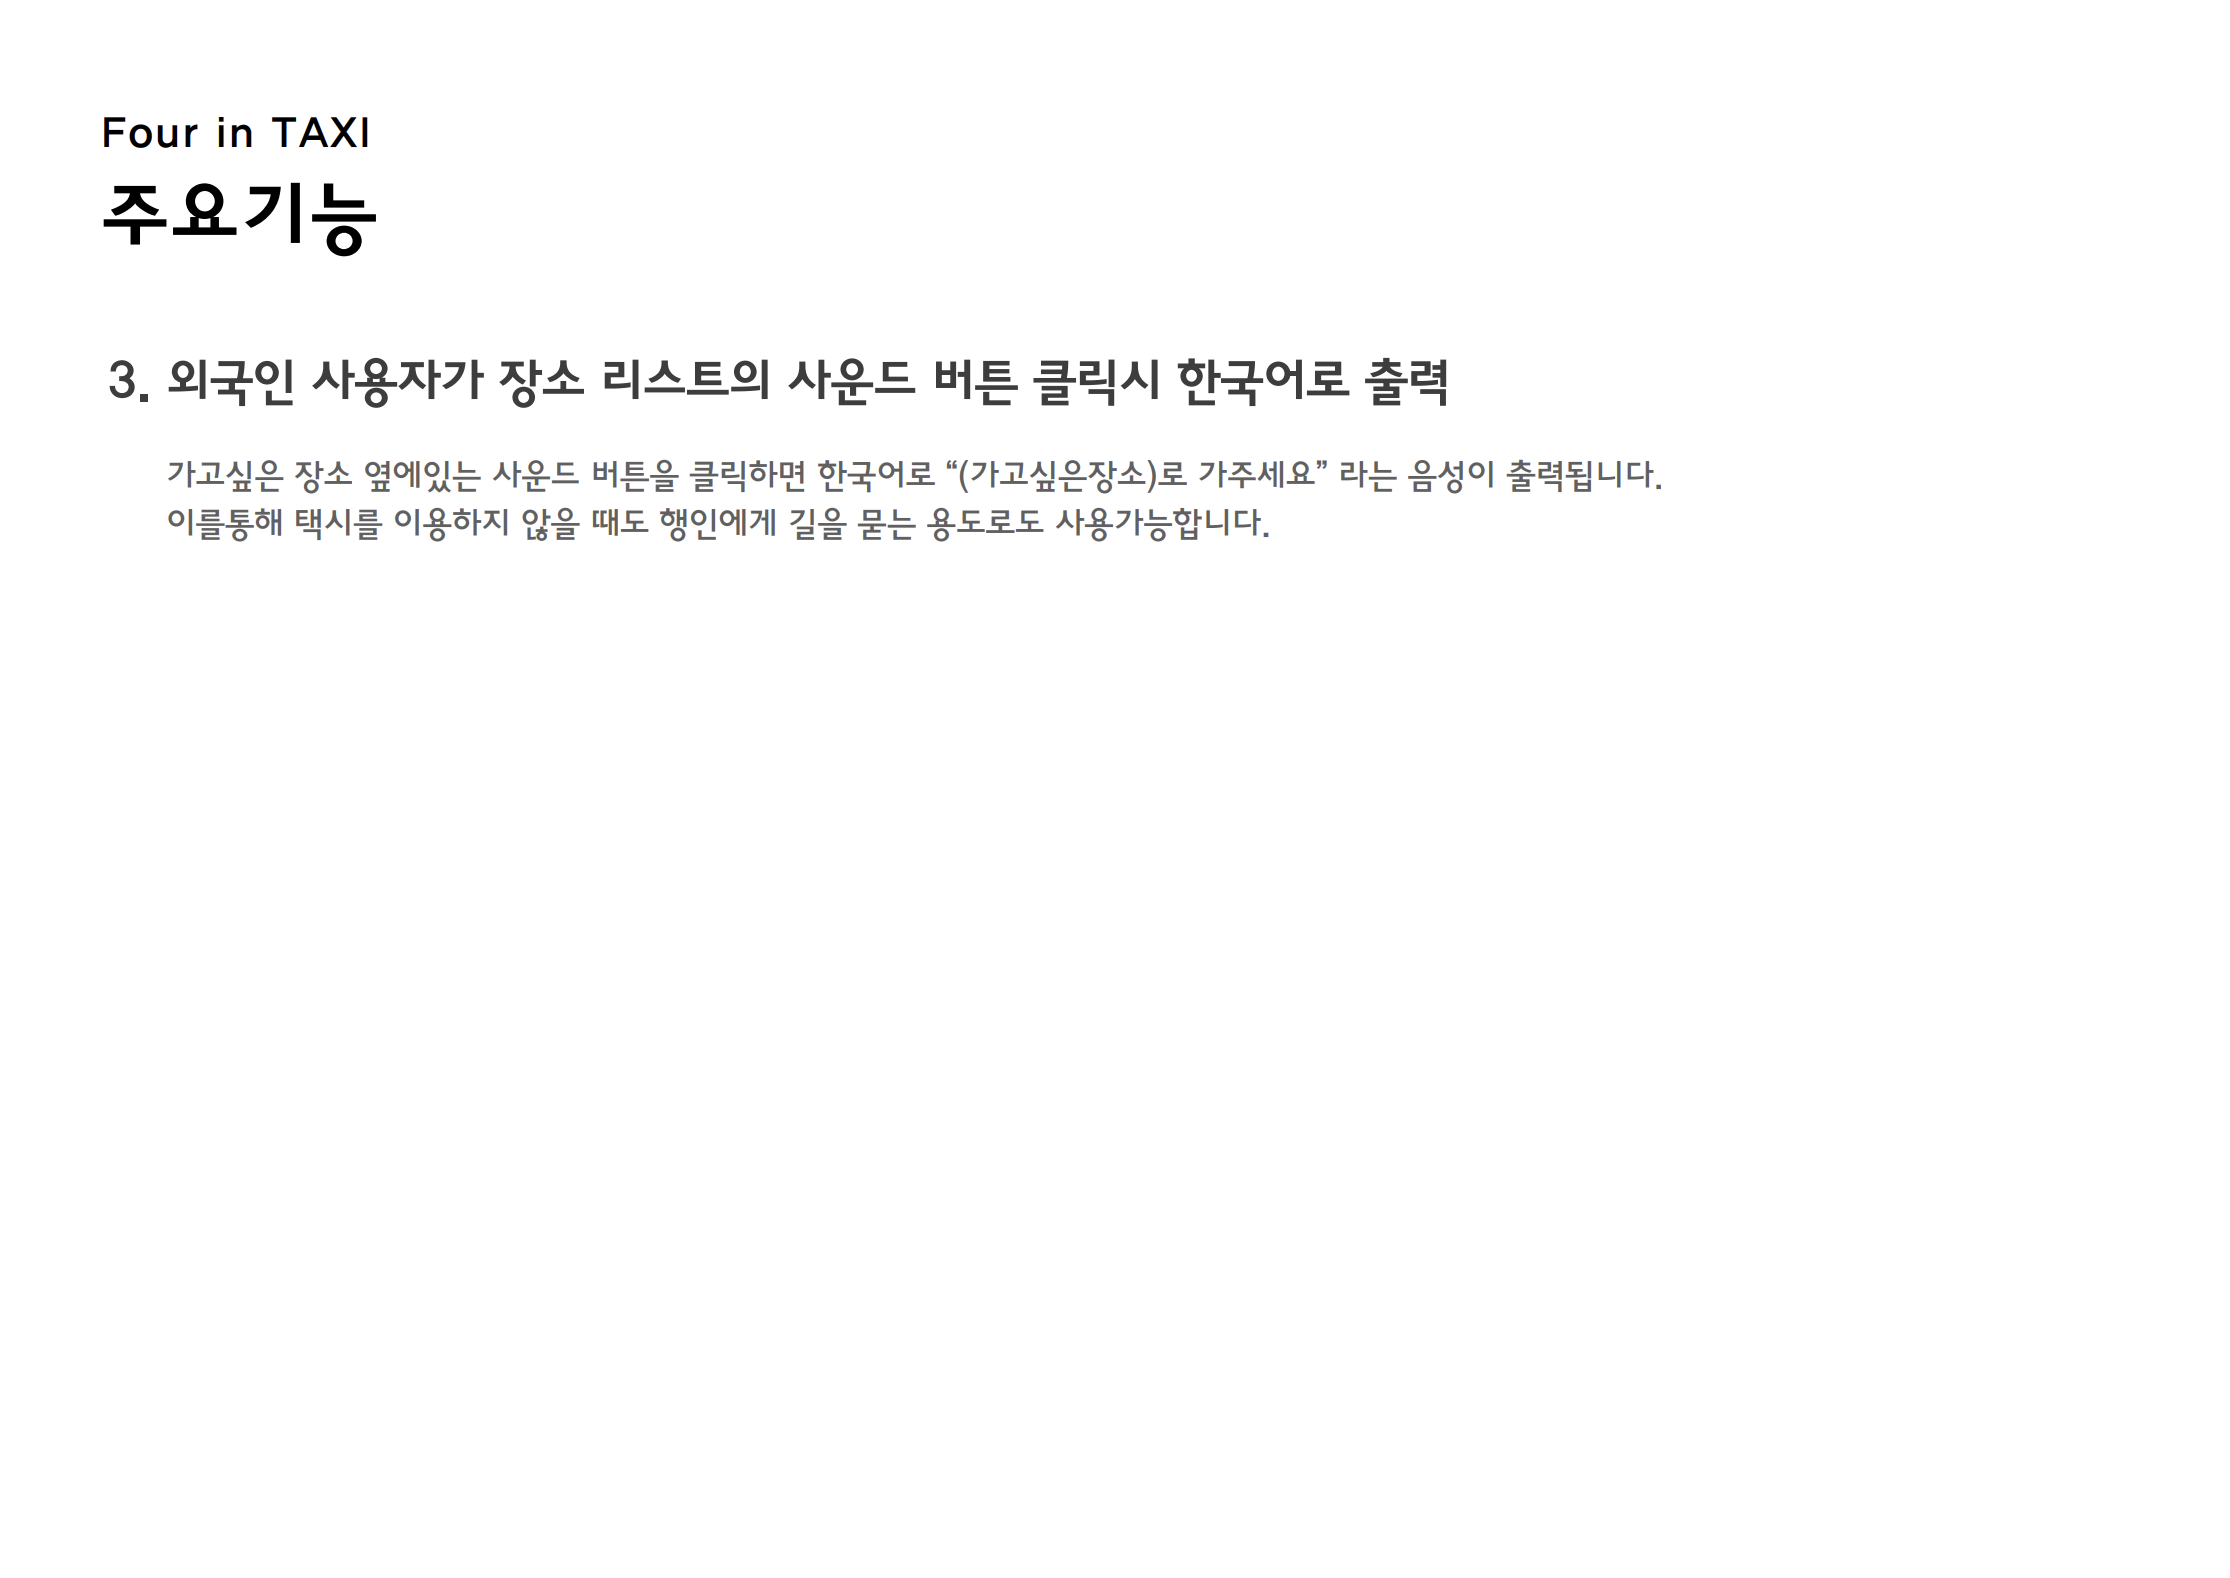 Four in TAXI
주요기능
3. 외국인 사용자가 장소 리스트의 사운드 버튼 클릭시 한국어로 출력
가고싶은 장소 옆에있는 사운드 버튼을 클릭하면 한국어로 “(가고싶은장소)로 가주세요” 라는 음성이 출력됩니다.
이를통해 택시를 이용하지 않을 때도 행인에게 길을 묻는 용도로도 사용가능합니다.